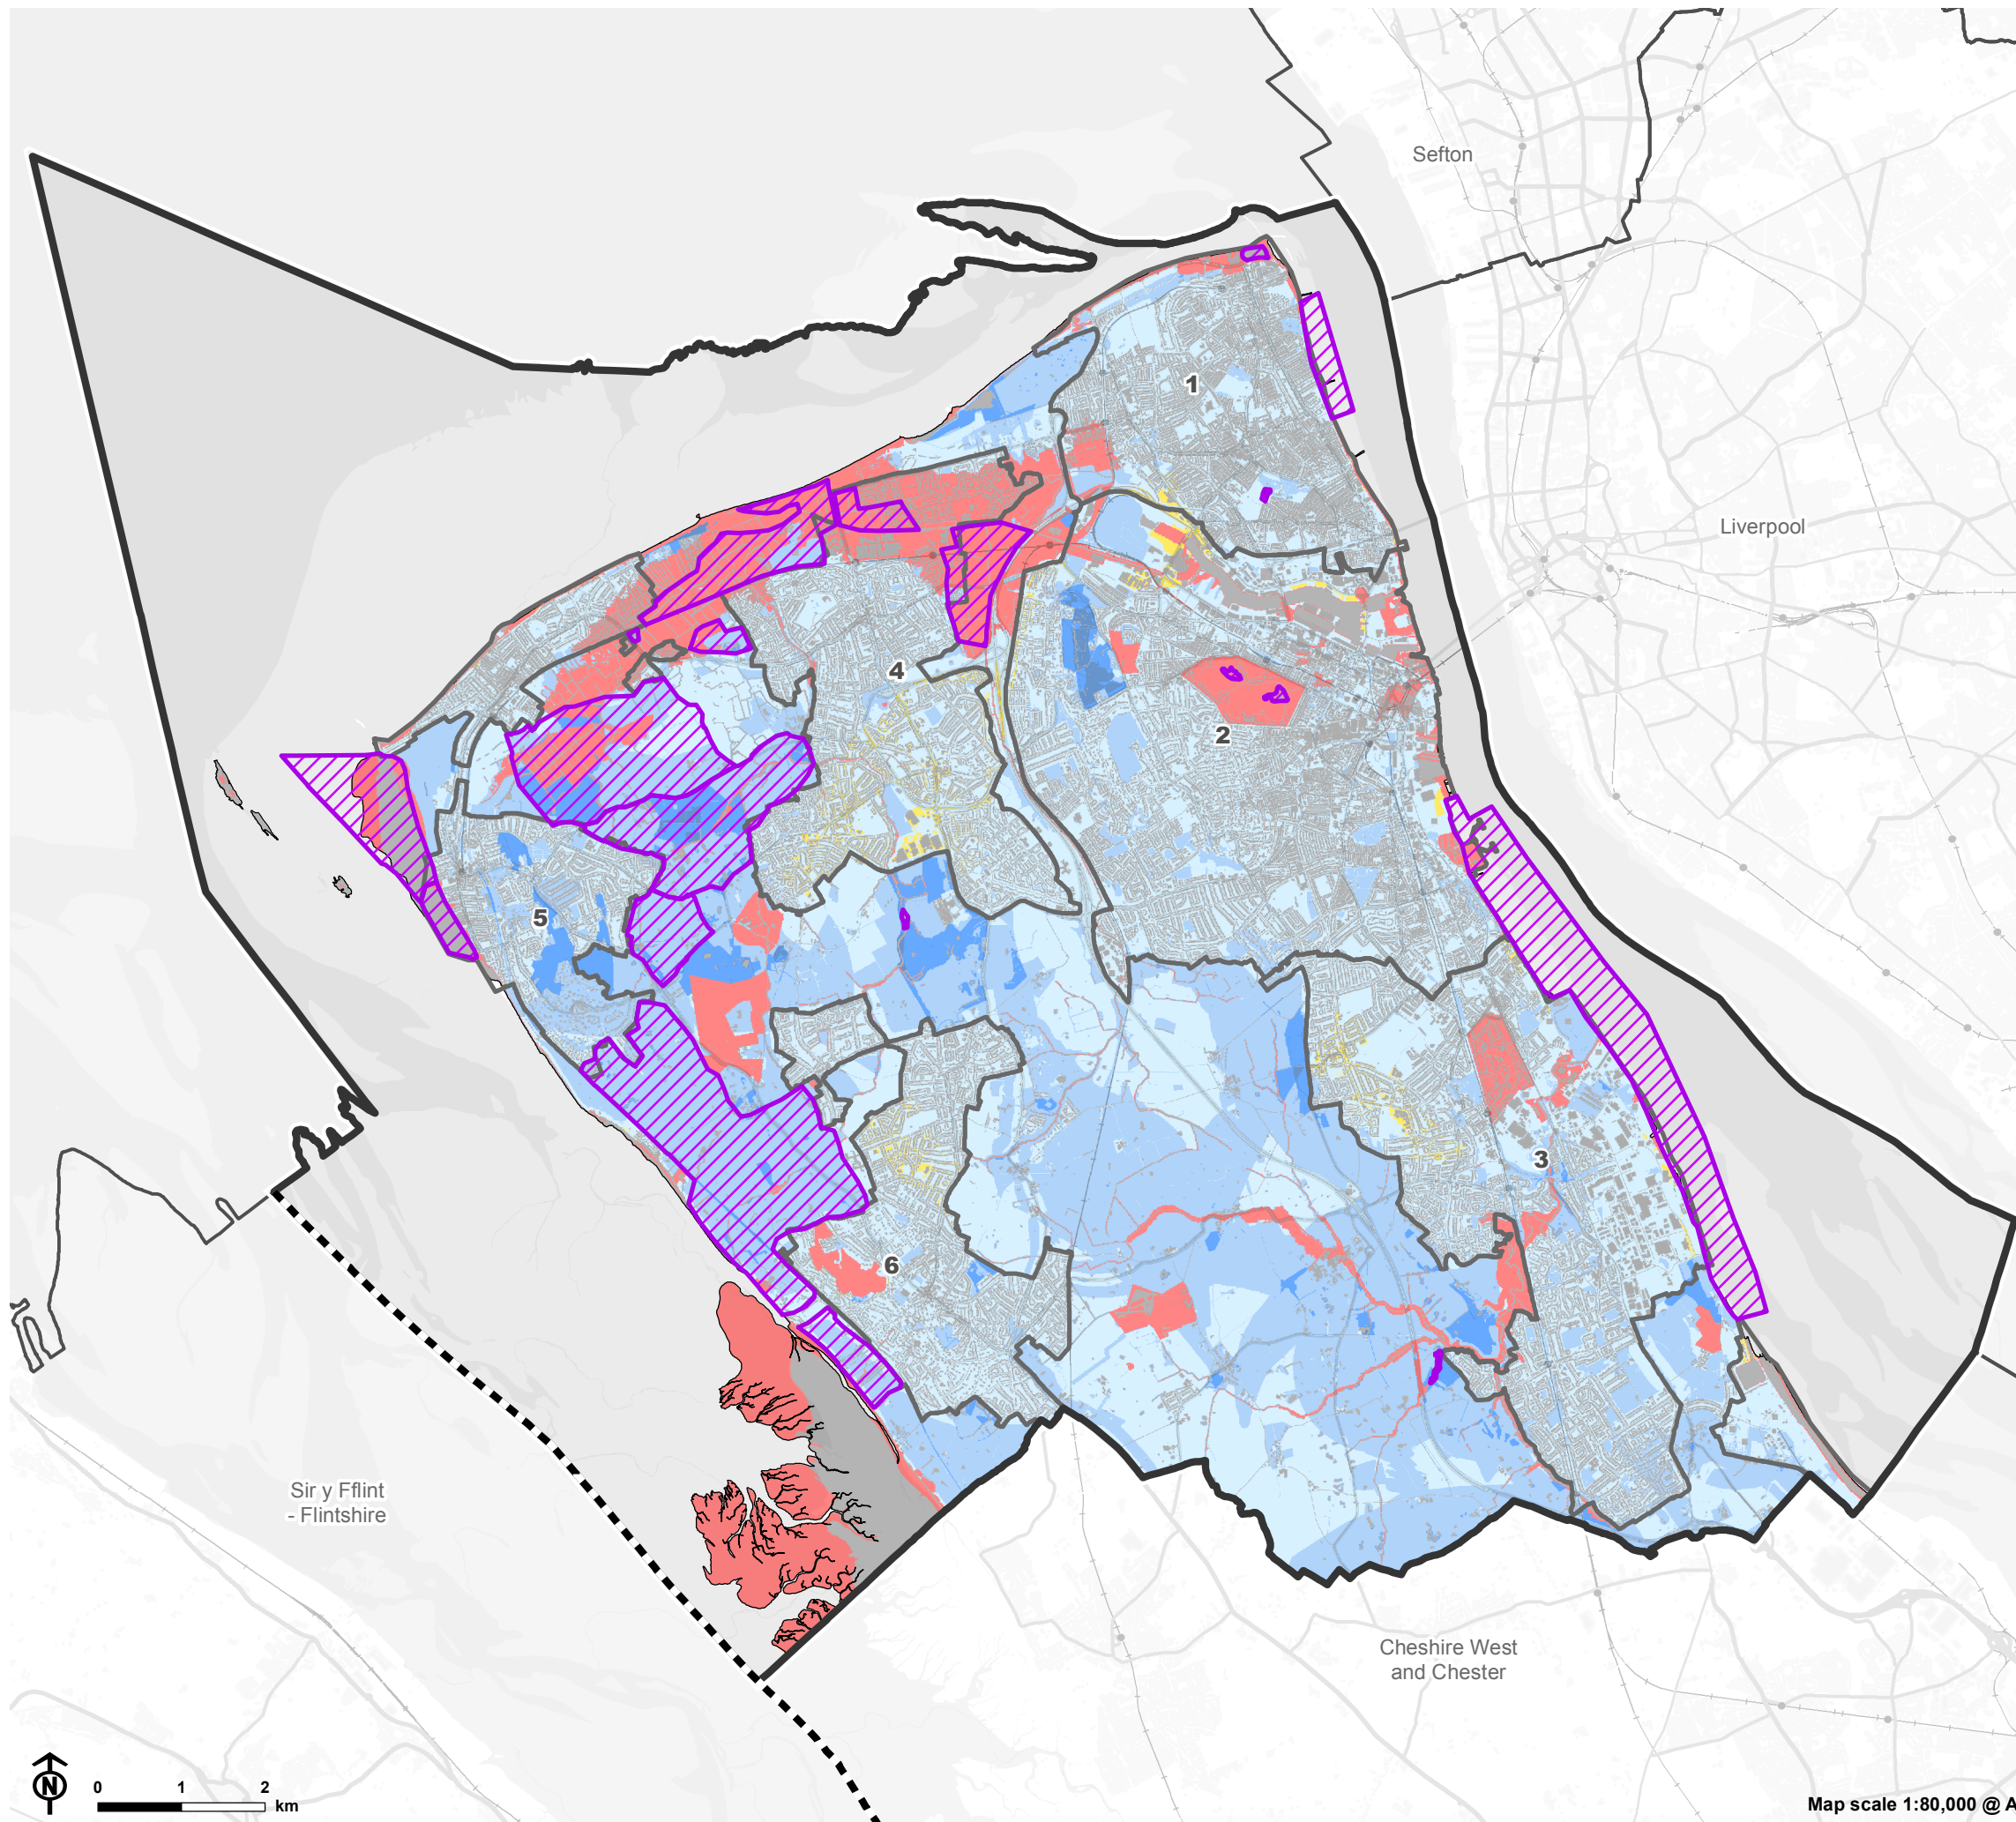 Sefton
1
Liverpool
4
2
5
3
6
Sir y Fflint
- Flintshire
Cheshire West
and Chester
N
0 1 2
km
Map scale 1:80,000 @ A